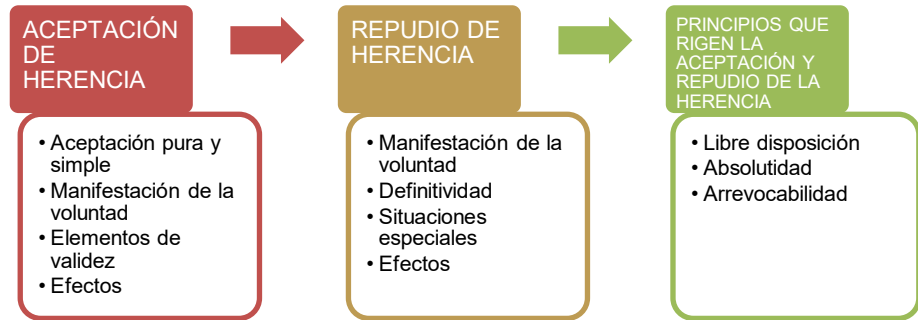 ACEPTACIÓN
DE
HERENCIA
• Aceptación pura y
simple
• Manifestación de la
voluntad
• Elementos de
validez
• Efectos
REPUDIO DE
HERENCIA
• Manifestación de la
voluntad
• Definitividad
• Situaciones
especiales
• Efectos
PRINCIPIOS QUE
RIGEN LA
ACEPTACIÓN Y
REPUDIO DE LA
HERENCIA
• Libre disposición
• Absolutidad
• Arrevocabilidad